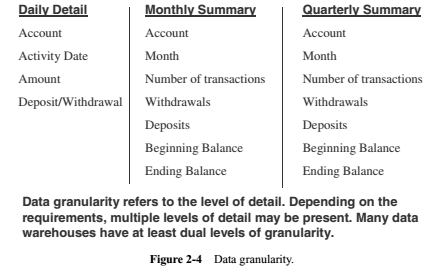 Daily Detail
Account
Activity Date
Amount
Deposit/Withdrawal
Monthly Summary
Account
Month
Number of transactions
Withdrawals
Deposits
Beginning Balance
Ending Balance
Quarterly Summary
Account
Month
Number of transactions
Withdrawals
Deposits
Beginning Balance
Ending Balance
Data granularity refers to the level of detail. Depending on the
requirements, multiple levels of detail may be present. Many data
warehouses have at least dual levels of granularity.
Figure 2-4 Data granularity.